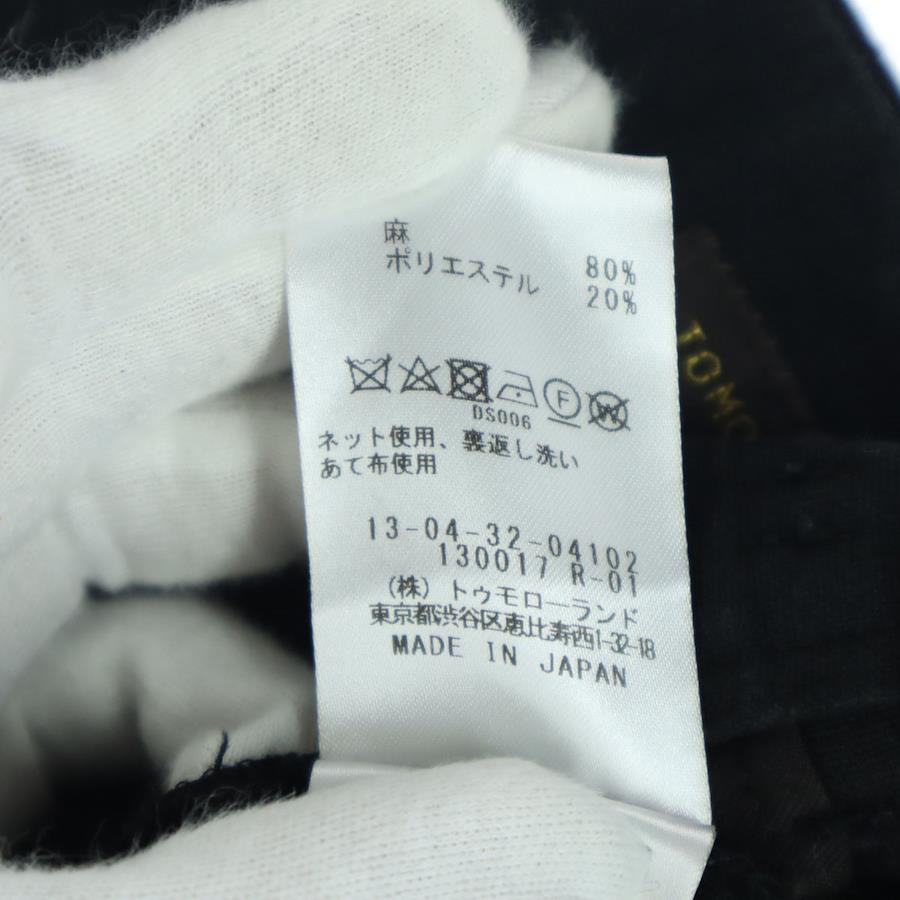 麻 80%
ポリエステル 20%
F W
DS006
ネット使用、裏返し洗い
あて布使用
13-04-32-04102
130017 R-01
(株) トゥモローランド
東京都渋谷区恵比寿西1-32-18
MADE IN JAPAN
TOMO